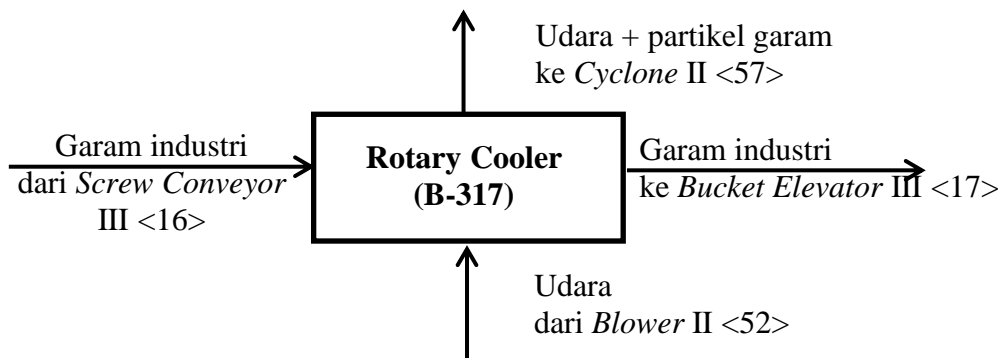 Udara + partikel garam
ke Cyclone II <57>
Garam industri
dari Screw Conveyor
III <16>
Rotary Cooler
(B-317)
Garam industri
ke Bucket Elevator III <17>
Udara
dari Blower II <52>